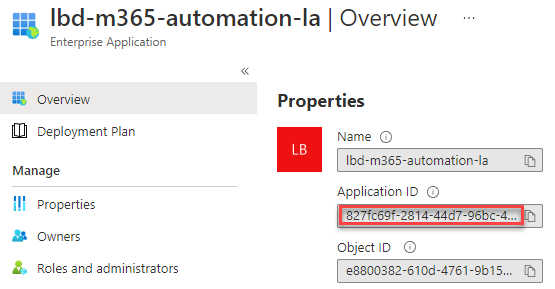 lbd-m365-automation-la | Overview ...
Enterprise Application
«
Overview
Deployment Plan
Manage
Properties
Owners
Roles and administrators
Properties
LB
Name
lbd-m365-automation-la
Application ID
827fc69f-2814-44d7-96bc-4...
Object ID
e8800382-610d-4761-9b15...